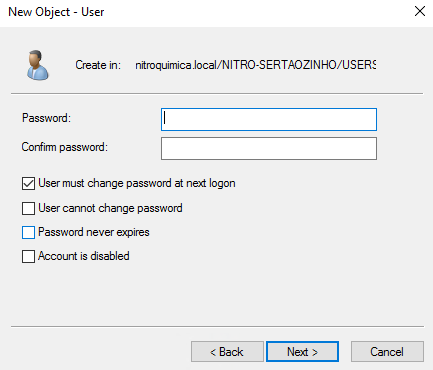 New Object - User
Create in: nitroquimica.local/NITRO-SERTAOZINHO/USERS
Password:
Confirm password:
User must change password at next logon
User cannot change password
Password never expires
Account is disabled
< Back Next > Cancel